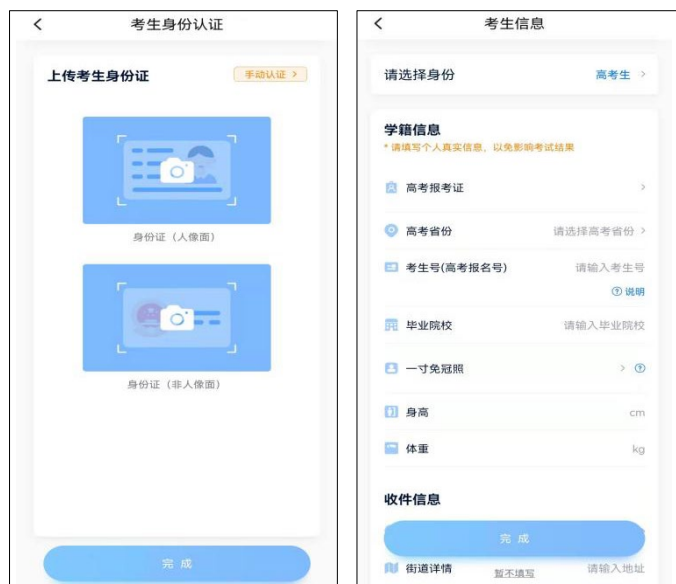 考生身份认证
上传考生身份证
手动认证 >
身份证（人像面）
身份证（非人像面）
完成
考生信息
请选择身份 高考生 >
学籍信息
* 请填写个人真实信息，以免影响考试结果
高考报考证 >
高考省份 请选择高考省份 >
考生号(高考报名号) 请输入考生号
? 说明
毕业院校 请输入毕业院校
一寸免冠照 > ?
身高 cm
体重 kg
收件信息
完成
街道详情 请输入地址
暂不填写